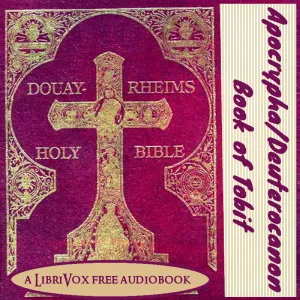 DOUAY- RHEIMS
HOLY BIBLE
A LIBRIVOX FREE AUDIOBOOK
Apocrypha/Deuterocanon
Book of Tobit